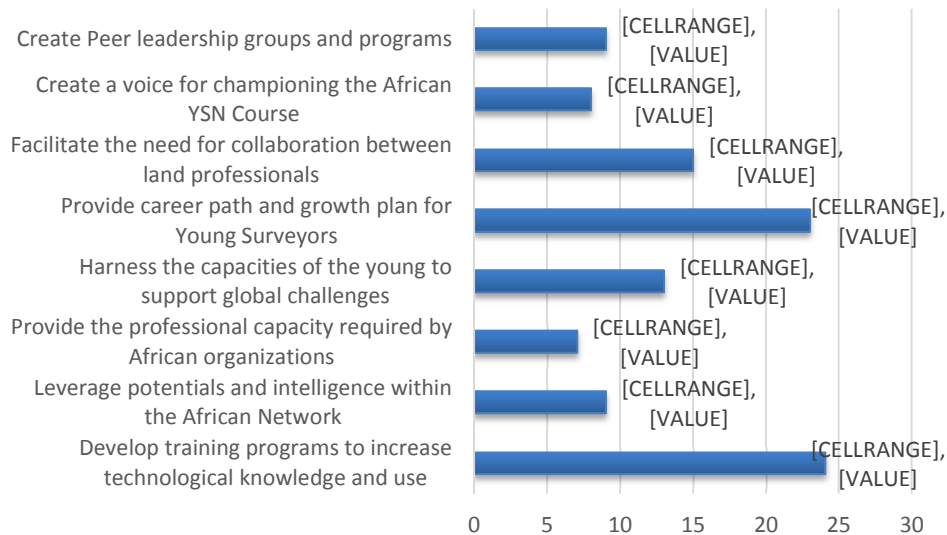 Create Peer leadership groups and programs
[CELLRANGE],
[VALUE]
Create a voice for championing the African
YSN Course
[CELLRANGE],
[VALUE]
Facilitate the need for collaboration between
land professionals
[CELLRANGE],
[VALUE]
Provide career path and growth plan for
Young Surveyors
[CELLRANGE],
[VALUE]
Harness the capacities of the young to
support global challenges
[CELLRANGE],
[VALUE]
Provide the professional capacity required by
African organizations
[CELLRANGE],
[VALUE]
Leverage potentials and intelligence within
the African Network
[CELLRANGE],
[VALUE]
Develop training programs to increase
technological knowledge and use
[CELLRANGE],
[VALUE]
0 5 10 15 20 25 30